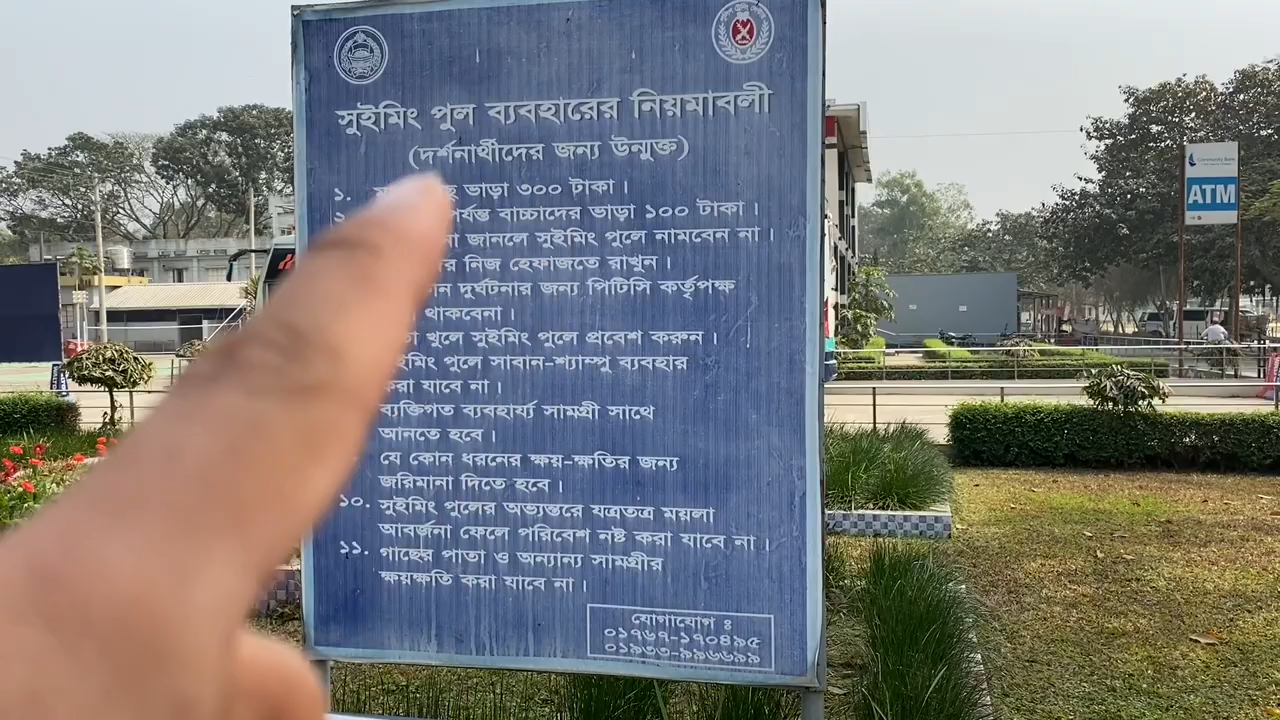 সুইমিং পুল ব্যবহারের নিয়মাবলী
(দর্শনার্থীদের জন্য উন্মুক্ত)
১. ভাড়া ৩০০ টাকা।
পর্যন্ত বাচ্চাদের ভাড়া ১০০ টাকা।
জানলে সুইমিং পুলে নামবেন না।
নিজ হেফাজতে রাখুন।
দুর্ঘটনার জন্য পিটিসি কর্তৃপক্ষ
থাকবেনা।
খুলে সুইমিং পুলে প্রবেশ করুন।
পুলে সাবান-শ্যাম্পু ব্যবহার
যাবে না।
ব্যক্তিগত ব্যবহার্য্য সামগ্রী সাথে
আনতে হবে।
যে কোন ধরনের ক্ষয়-ক্ষতির জন্য
জরিমানা দিতে হবে।
১০. সুইমিং পুলের অভ্যন্তরে যত্রতত্র ময়লা
আবর্জনা ফেলে পরিবেশ নষ্ট করা যাবে না।
১১. গাছের পাতা ও অন্যান্য সামগ্রীর
ক্ষয়ক্ষতি করা যাবে না।
যোগাযোগ ঃ
০১৭৬৭-১৭০৪৯৫
০১৯৩৩-৯৯৬৬৯৯
Community Bank
ATM